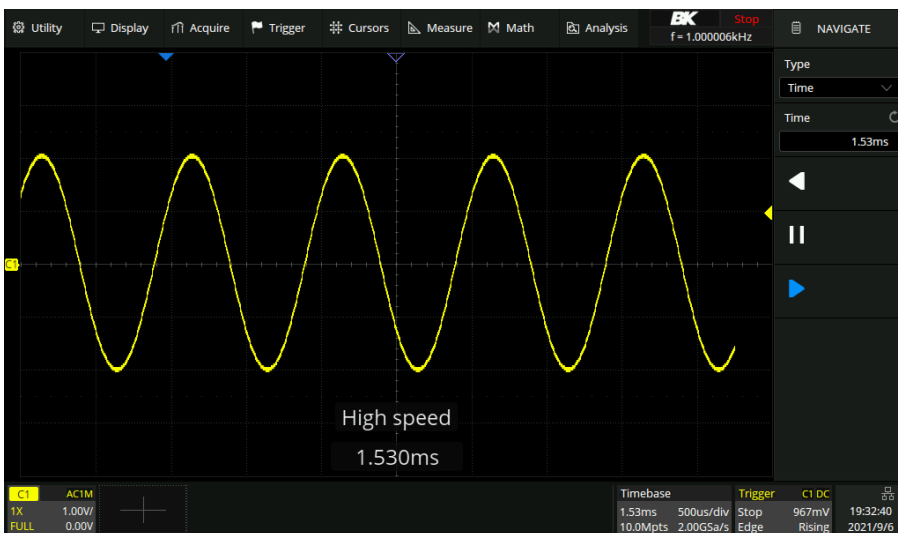 Utility Display Acquire Trigger Cursors Measure Math Analysis BK Stop NAVIGATE
f = 1.000006kHz
Type
Time
Time
1.53ms
C1
High speed
1.530ms
C1 AC1M Timebase Trigger C1 DC
1X 1.00V/ 1.53ms 500us/div Stop 967mV 19:32:40
FULL 0.00V 10.0Mpts 2.00GSa/s Edge Rising 2021/9/6